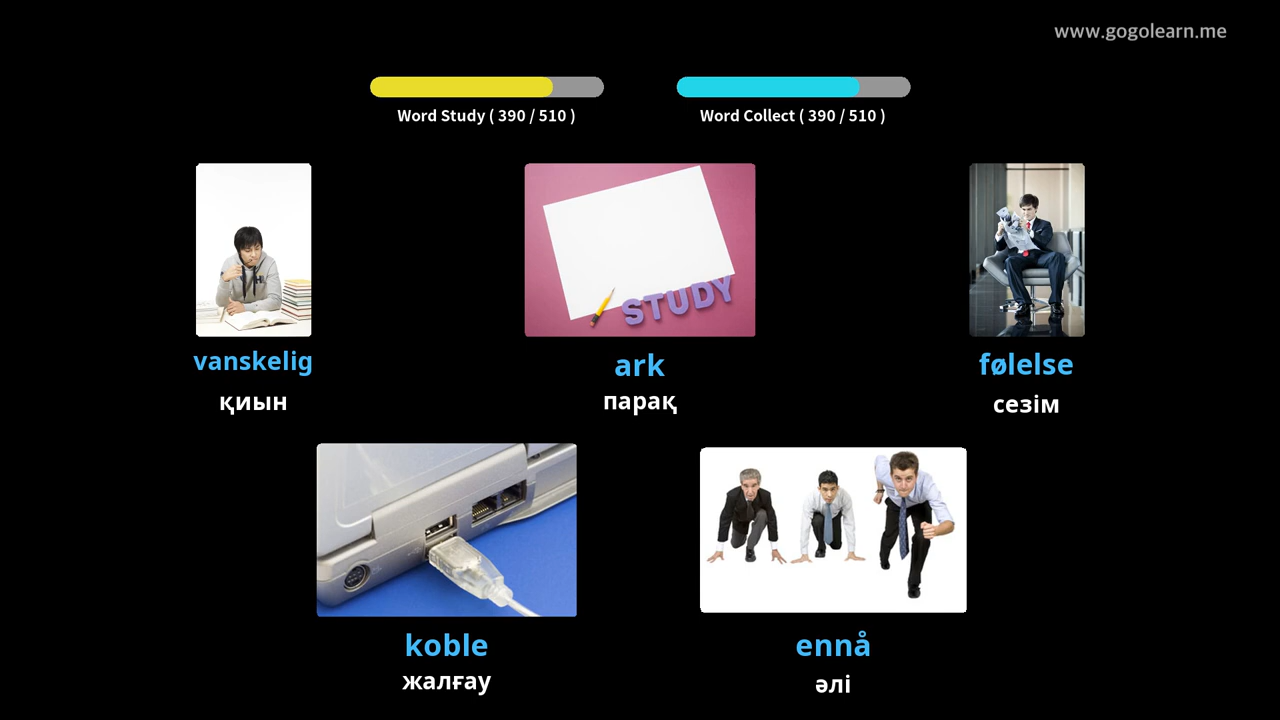 www.gogolearn.me
Word Study ( 390 / 510 )
Word Collect ( 390 / 510 )
STUDY
vanskelig
ark
følelse
қиын
парақ
сезім
koble
ennå
жалғау
әлі